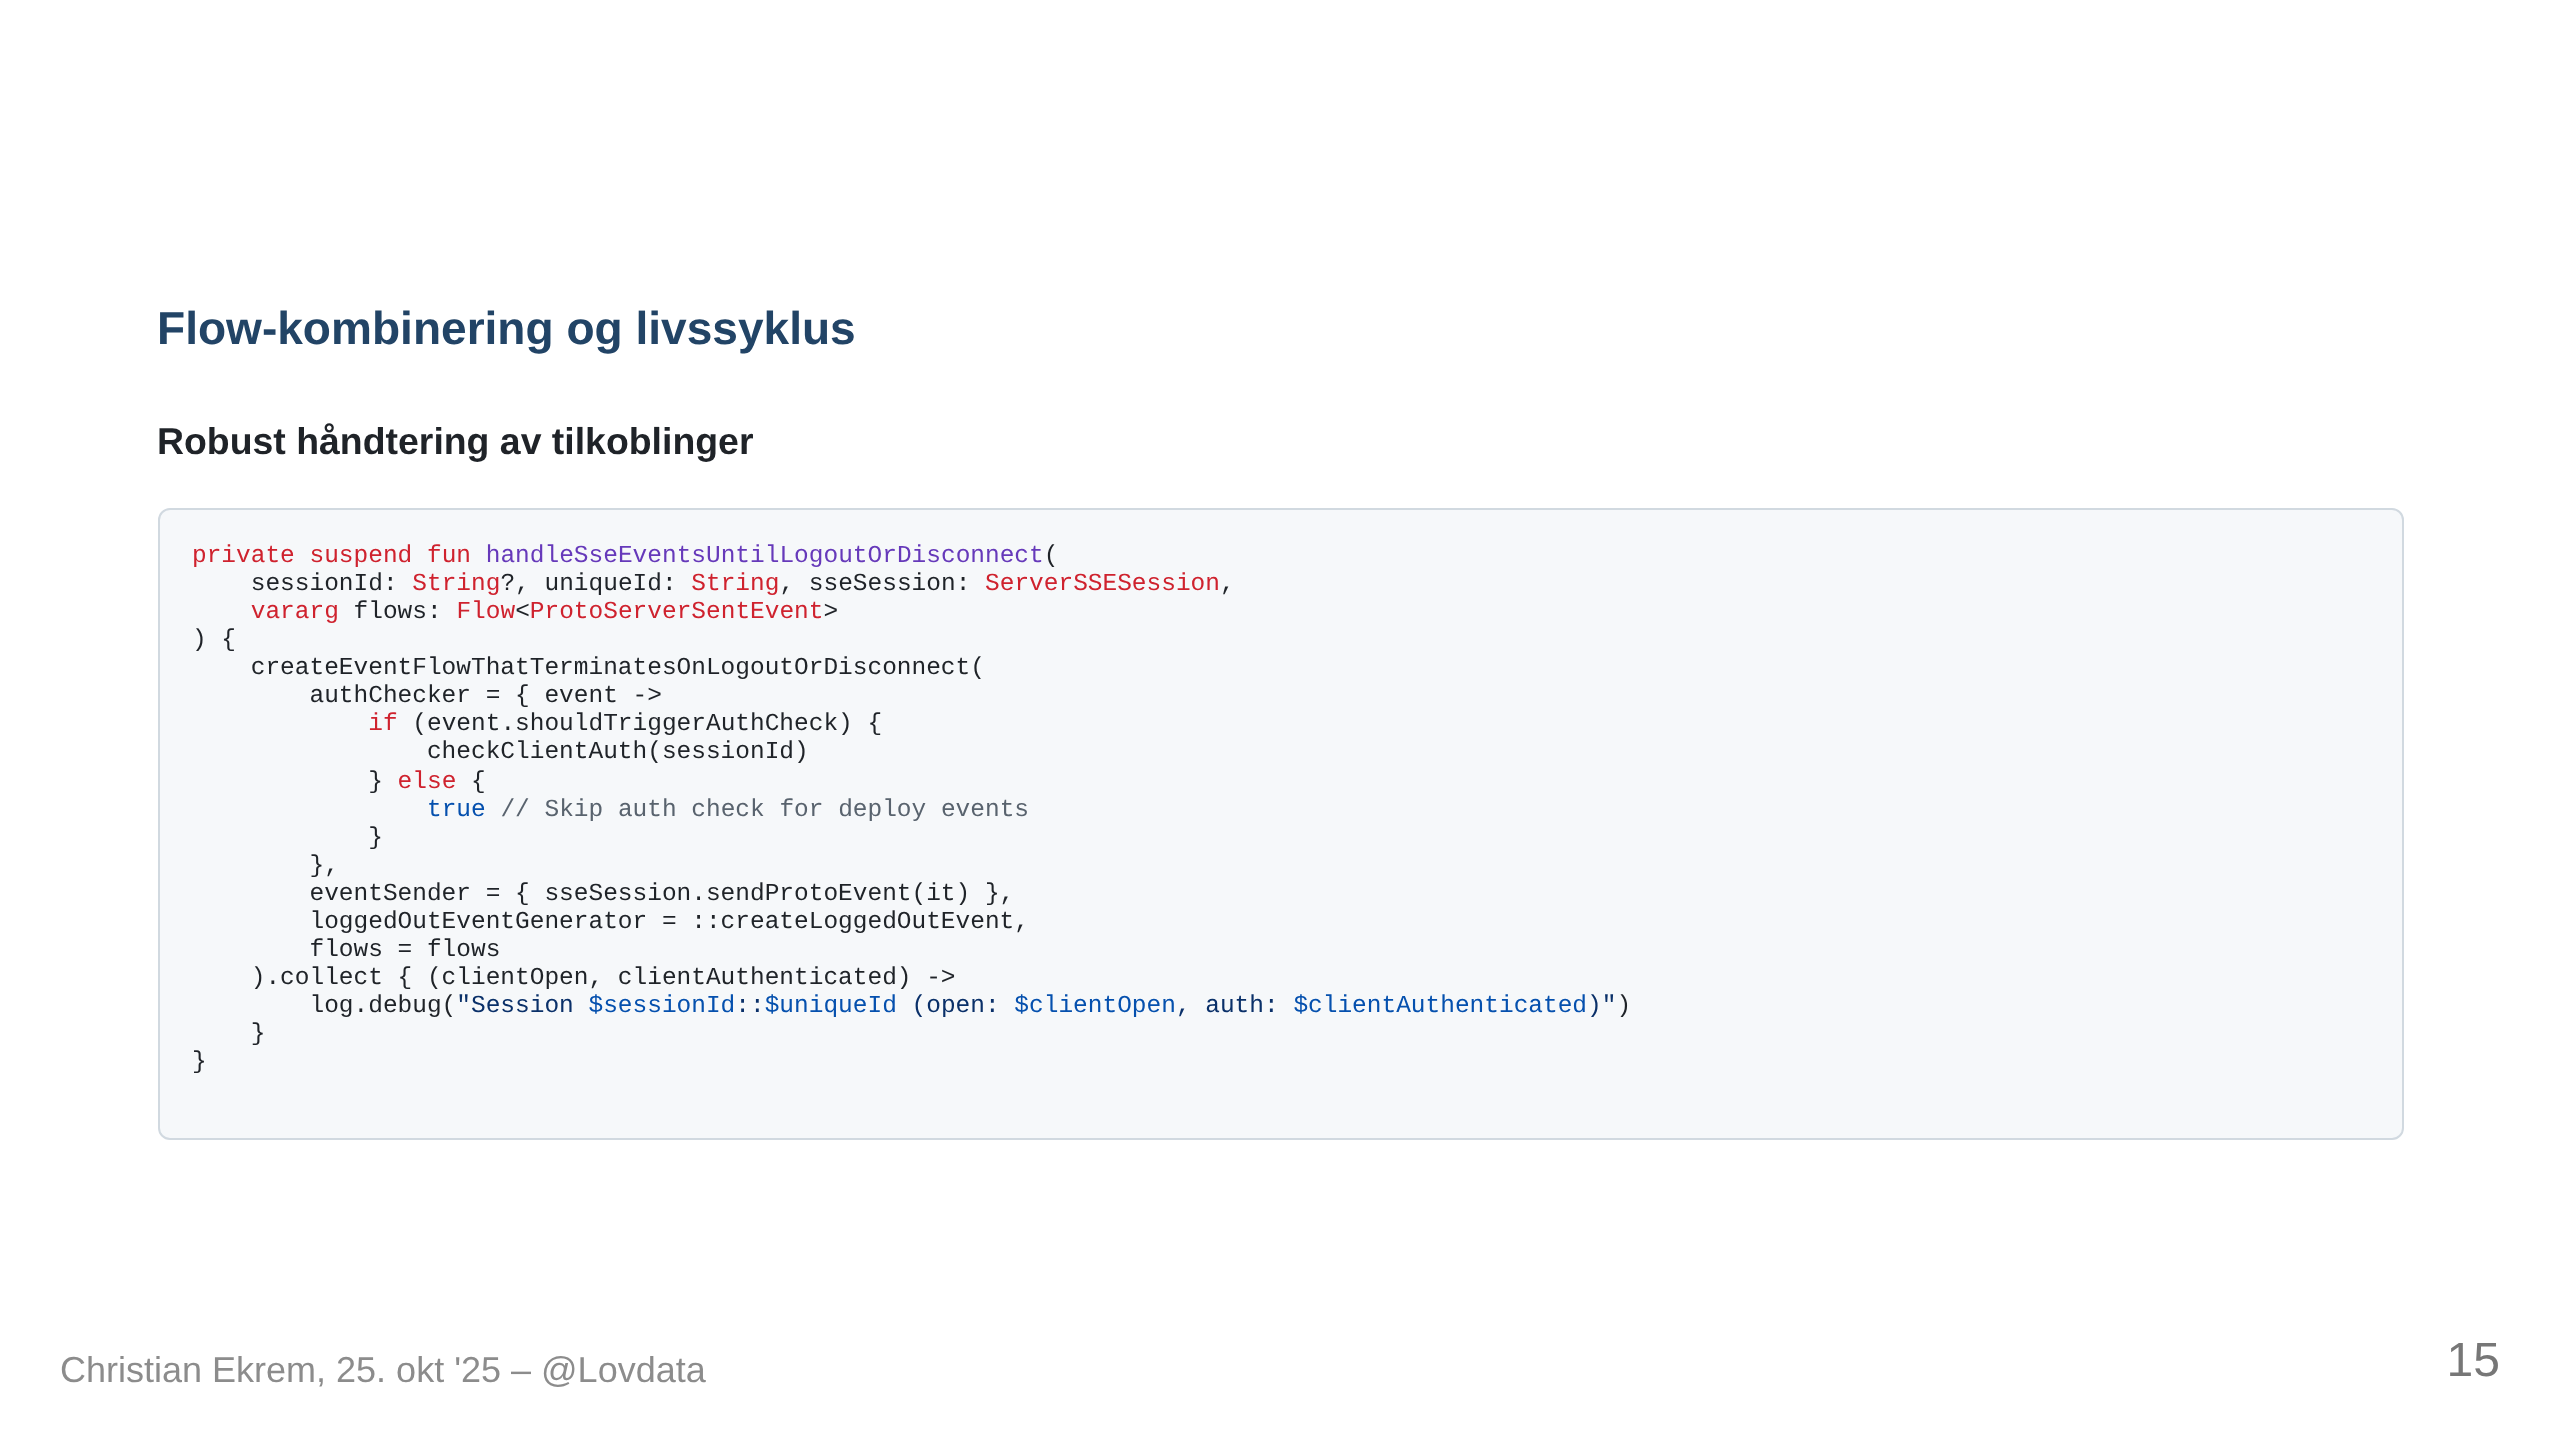 Flow-kombinering og livssyklus
Robust håndtering av tilkoblinger
private suspend fun handleSseEventsUntilLogoutOrDisconnect(
    sessionId: String?, uniqueId: String, sseSession: ServerSSESession,
    vararg flows: Flow<ProtoServerSentEvent>
) {
    createEventFlowThatTerminatesOnLogoutOrDisconnect(
        authChecker = { event ->
            if (event.shouldTriggerAuthCheck) {
                checkClientAuth(sessionId)
            } else {
                true // Skip auth check for deploy events
            }
        },
        eventSender = { sseSession.sendProtoEvent(it) },
        loggedOutEventGenerator = ::createLoggedOutEvent,
        flows = flows
    ).collect { (clientOpen, clientAuthenticated) ->
        log.debug("Session $sessionId::$uniqueId (open: $clientOpen, auth: $clientAuthenticated)")
    }
}
Christian Ekrem, 25. okt '25 – @Lovdata
15